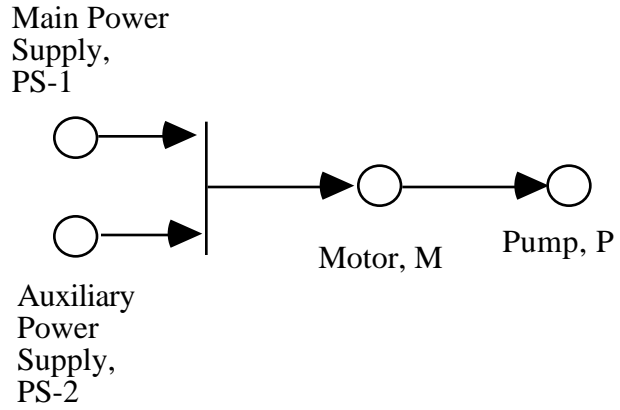 Main Power
Supply,
PS-1
Motor, M
Pump, P
Auxiliary
Power
Supply,
PS-2